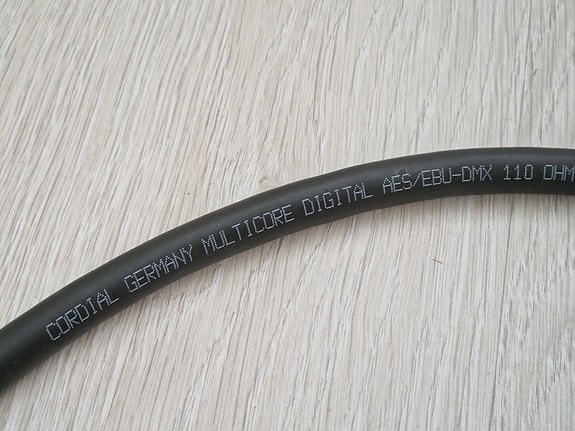 CORDIAL GERMANY MULTICORE DIGITAL AES/EBU-DMX 110 OHM